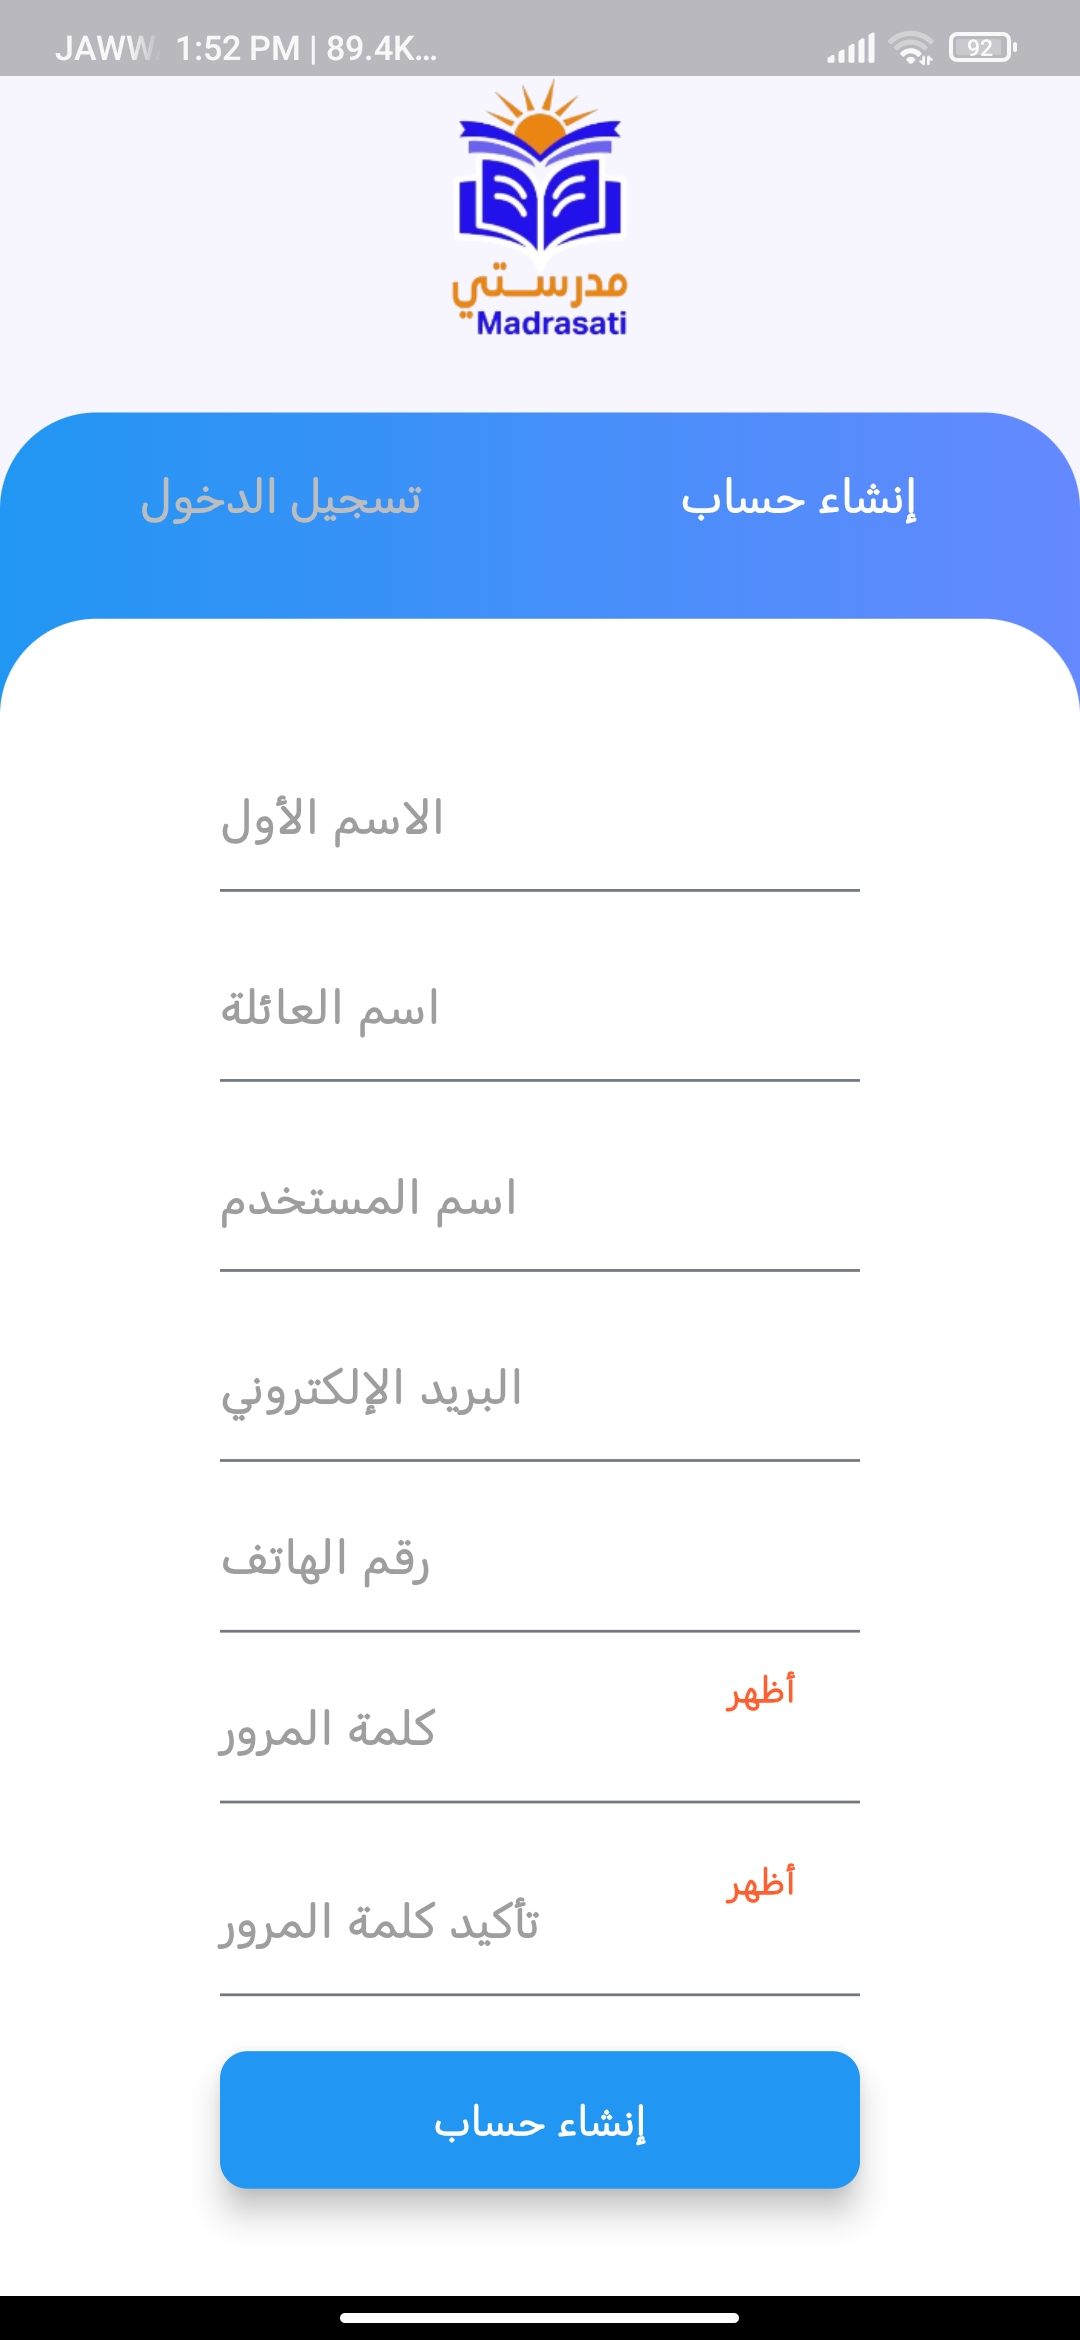 JAWW 1:52 PM | 89.4K...
92
مدرستي
Madrasati
إنشاء حساب
تسجيل الدخول
الاسم الأول
اسم العائلة
اسم المستخدم
البريد الإلكتروني
رقم الهاتف
أظهر
كلمة المرور
أظهر
تأكيد كلمة المرور
إنشاء حساب